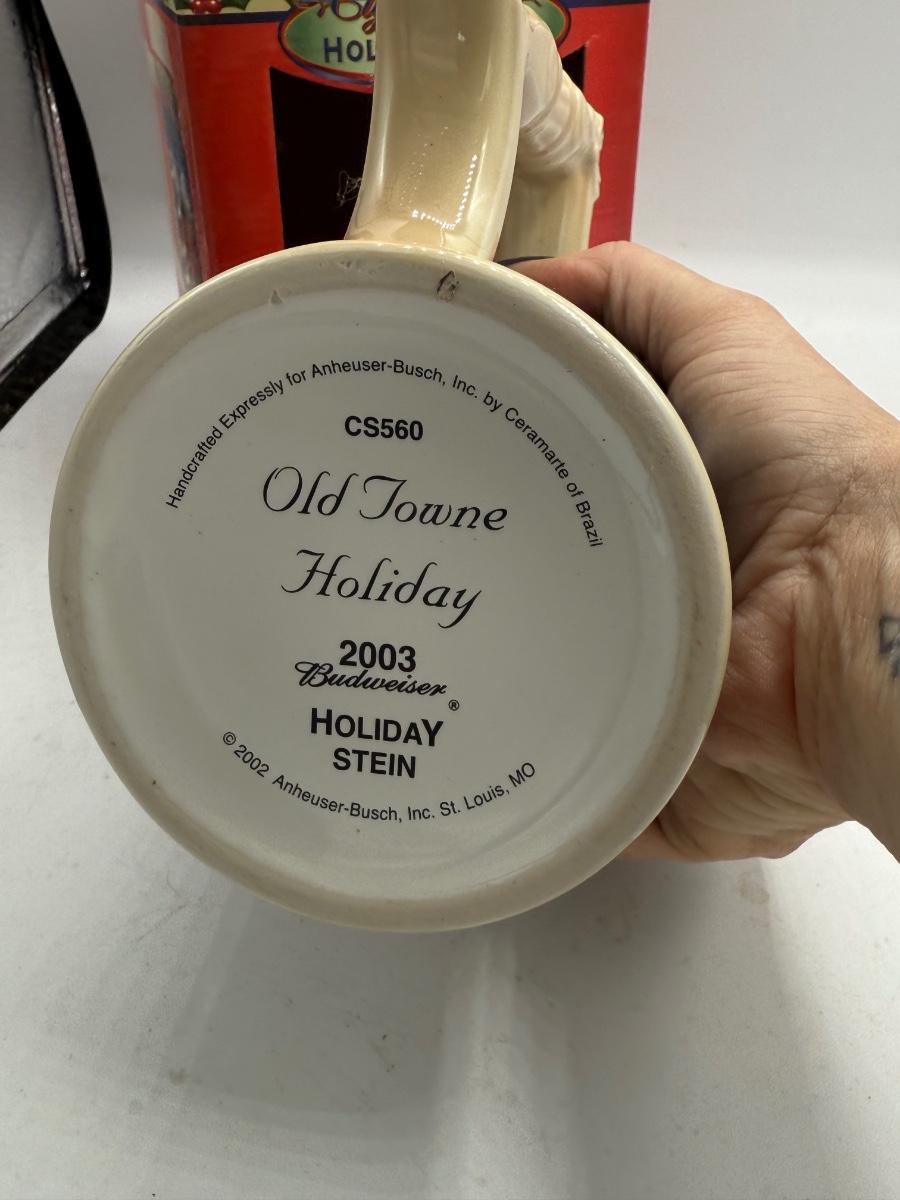 HOL
Handcrafted Expressly for Anheuser-Busch, Inc. by Ceramarte of Brazil
CS560
Old Towne
Holiday
2003
Budweiser®
HOLIDAY
STEIN
© 2002 Anheuser-Busch, Inc. St. Louis, MO